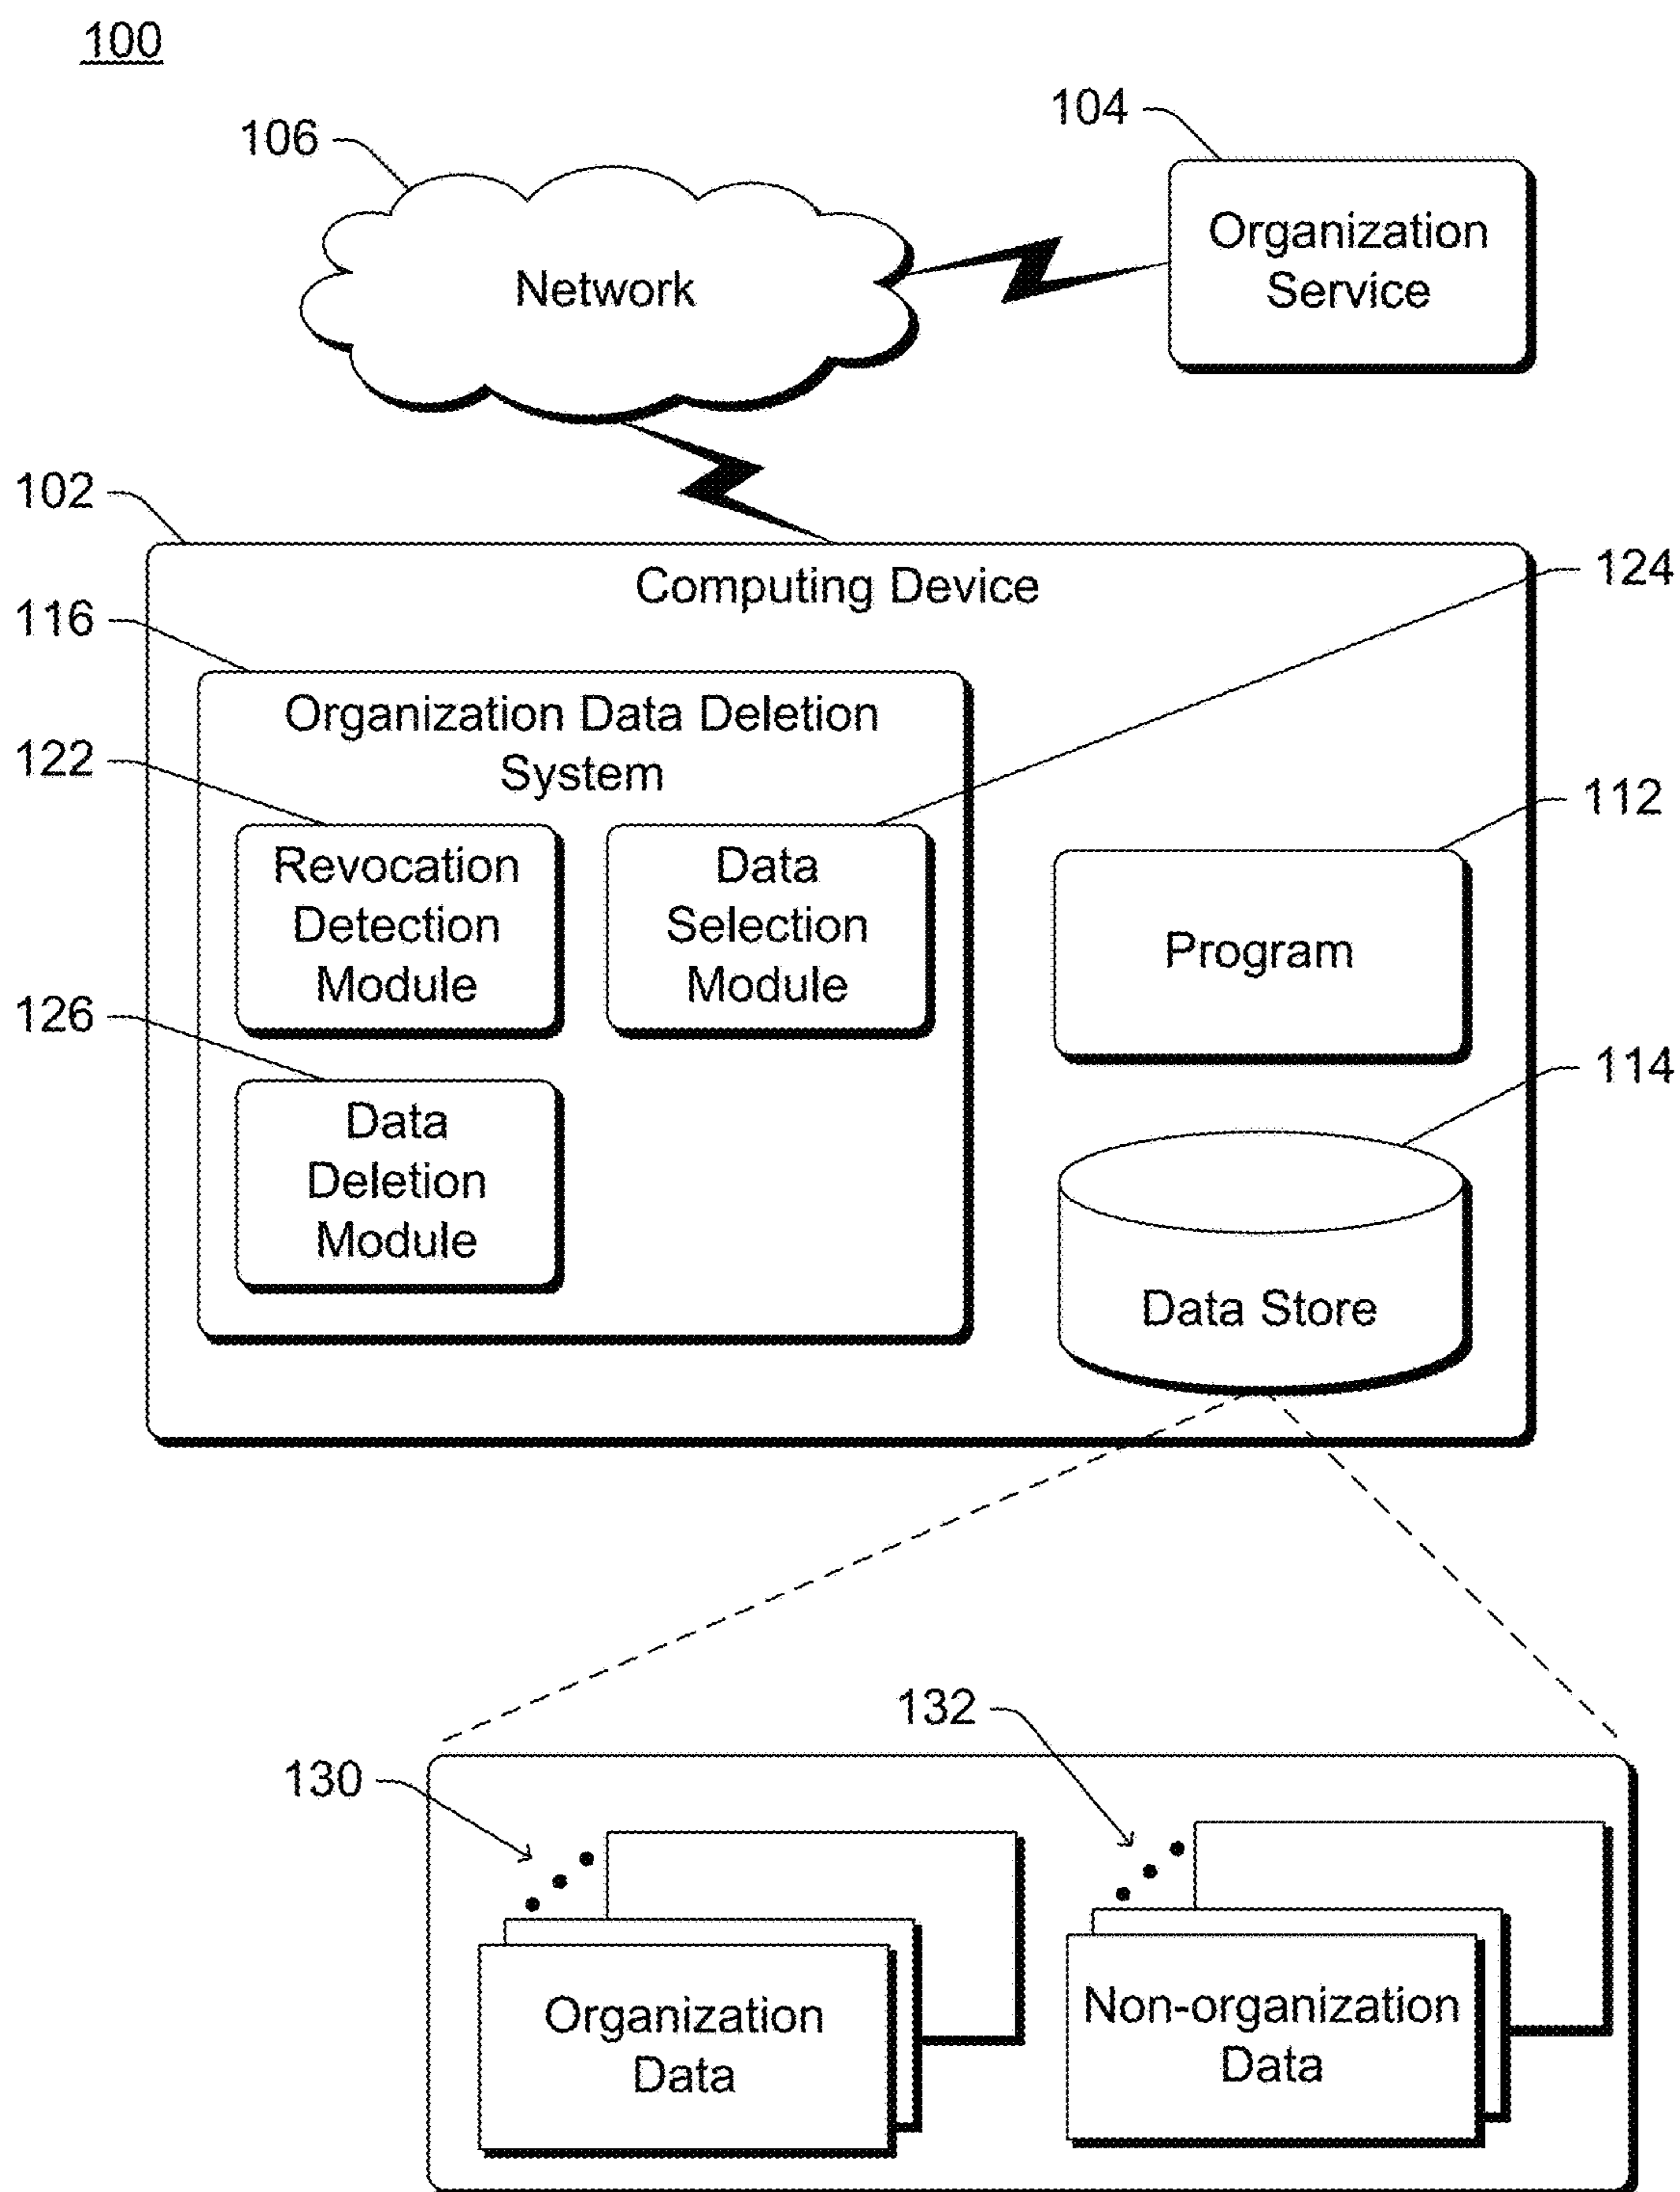 100
106
104
Network
Organization
Service
102
Computing Device
124
116
Organization Data Deletion
System
122
112
Revocation
Detection
Module
Data
Selection
Module
Program
126
114
Data
Deletion
Module
Data Store
132
130
Organization
Data
Non-organization
Data